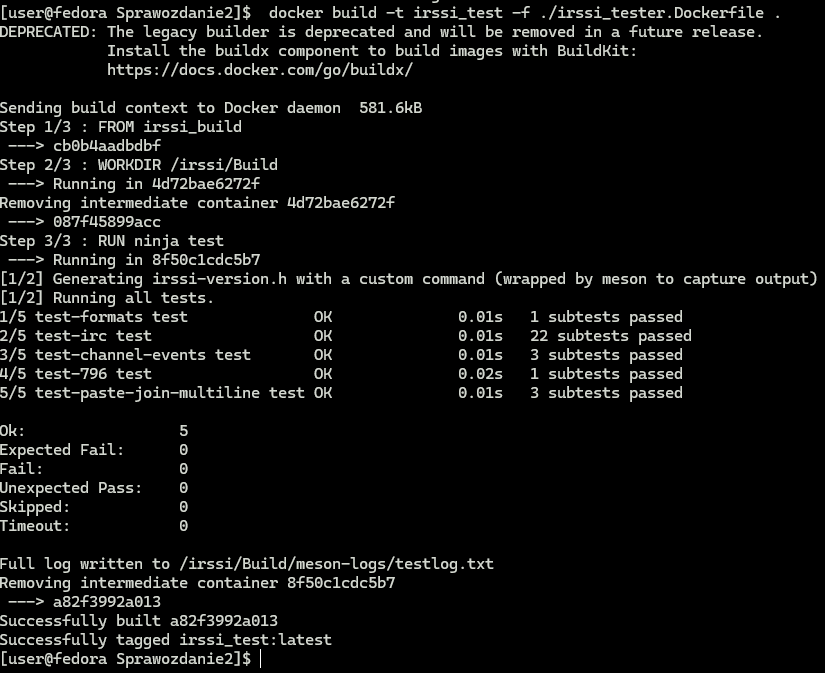 [user@fedora Sprawozdanie2]$  docker build -t irssi_test -f ./irssi_tester.Dockerfile .
DEPRECATED: The legacy builder is deprecated and will be removed in a future release.
            Install the buildx component to build images with BuildKit:
            https://docs.docker.com/go/buildx/

Sending build context to Docker daemon  581.6kB
Step 1/3 : FROM irssi_build
 ---> cb0b4aadbdbf
Step 2/3 : WORKDIR /irssi/Build
 ---> Running in 4d72bae6272f
Removing intermediate container 4d72bae6272f
 ---> 087f45899acc
Step 3/3 : RUN ninja test
 ---> Running in 8f50c1cdc5b7
[1/2] Generating irssi-version.h with a custom command (wrapped by meson to capture output)
[1/2] Running all tests.
1/5 test-formats test              OK              0.01s   1 subtests passed
2/5 test-irc test                  OK              0.01s   22 subtests passed
3/5 test-channel-events test       OK              0.01s   3 subtests passed
4/5 test-796 test                  OK              0.02s   1 subtests passed
5/5 test-paste-join-multiline test OK              0.01s   3 subtests passed

Ok:                 5
Expected Fail:      0
Fail:               0
Unexpected Pass:    0
Skipped:            0
Timeout:            0

Full log written to /irssi/Build/meson-logs/testlog.txt
Removing intermediate container 8f50c1cdc5b7
 ---> a82f3992a013
Successfully built a82f3992a013
Successfully tagged irssi_test:latest
[user@fedora Sprawozdanie2]$